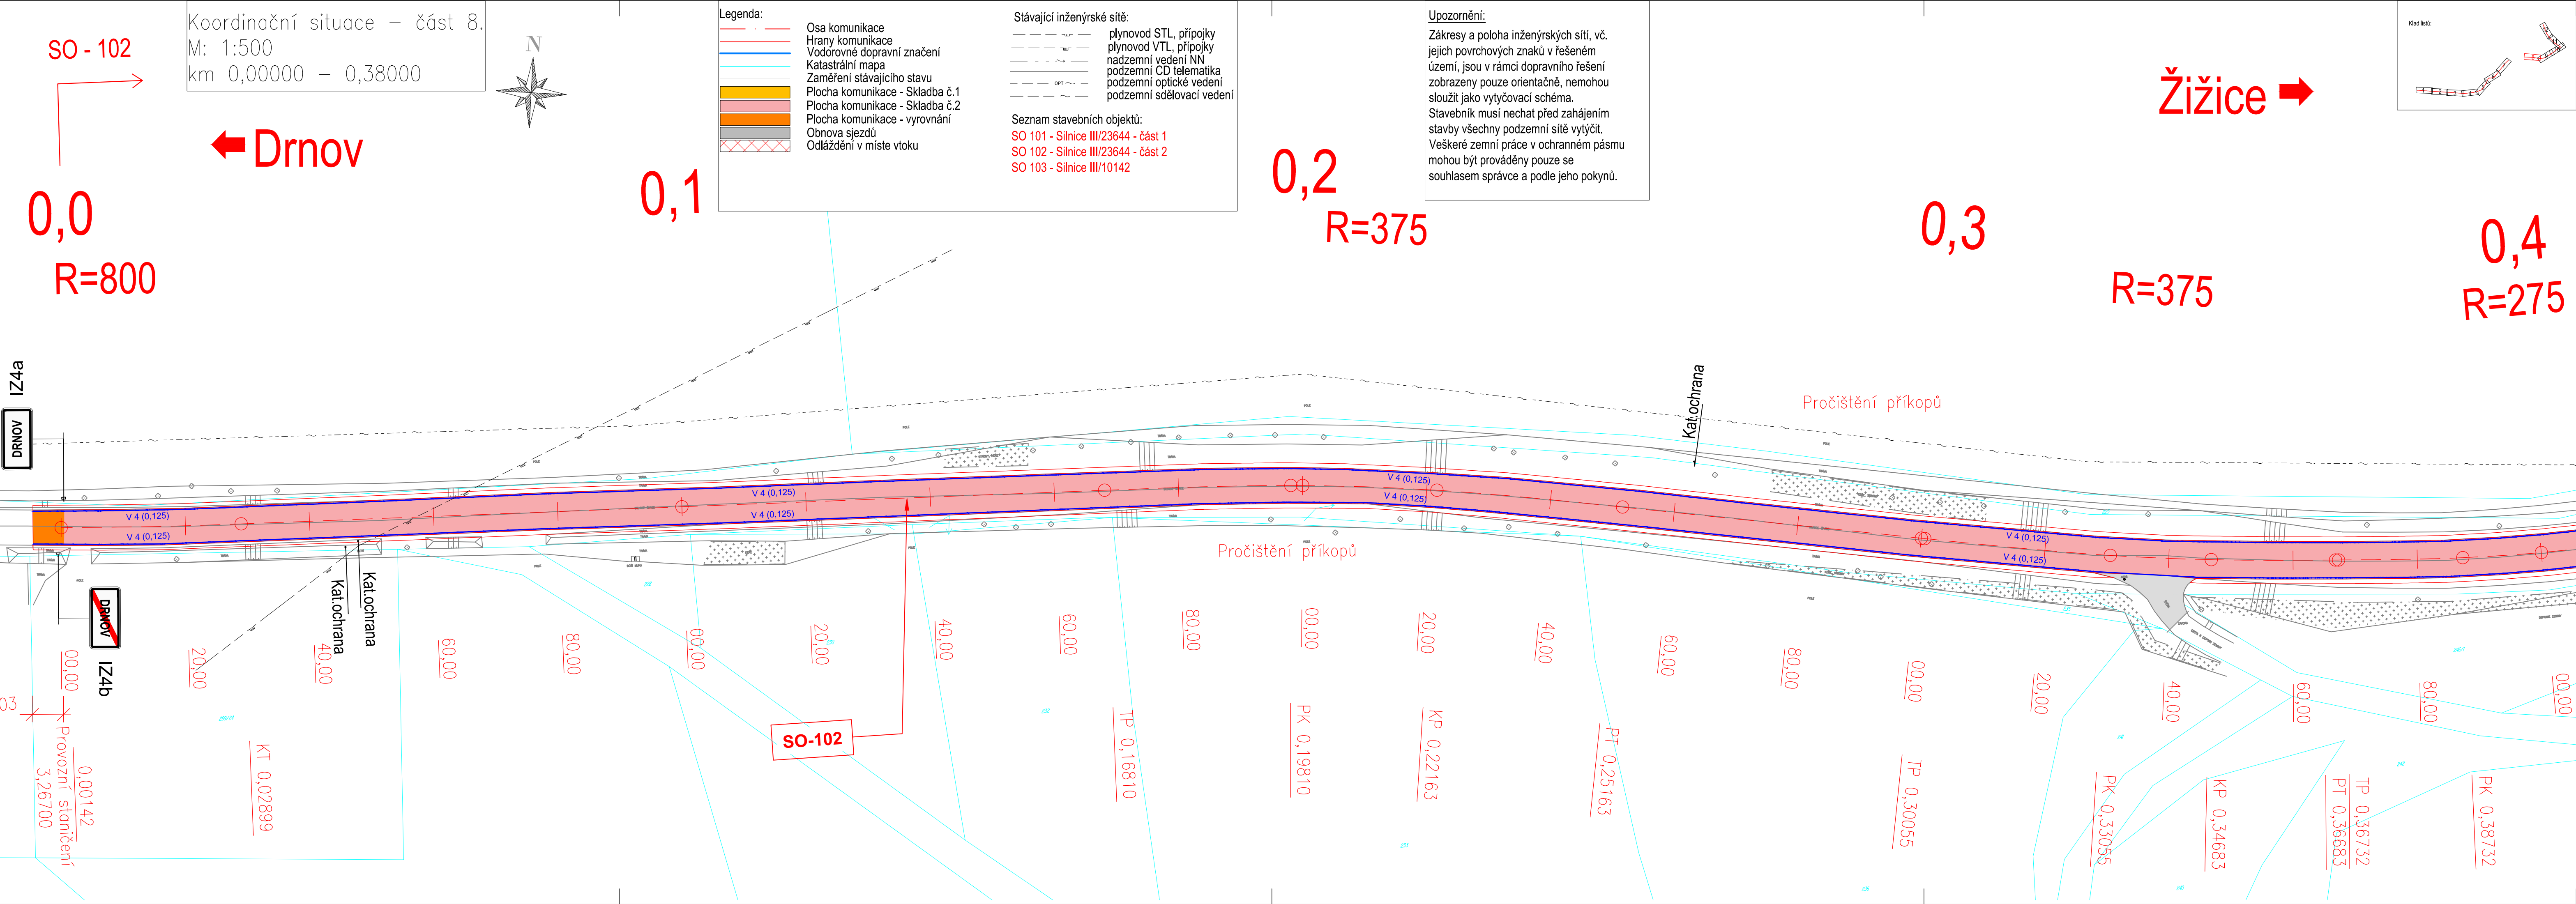 SO - 102
Koordinační situace – část 8.
M: 1:500
km 0,00000 – 0,38000
N
Drnov
Legenda:
Osa komunikace
Hrany komunikace
Vodorovné dopravní značení
Katastrální mapa
Zaměření stávajícího stavu
Plocha komunikace - Skladba č.1
Plocha komunikace - Skladba č.2
Plocha komunikace - vyrovnání
Obnova sjezdů
Odláždění v místě vtoku
Stávající inženýrské sítě:
plynovod STL, přípojky
plynovod VTL, přípojky
nadzemní vedení NN
podzemní CD telematika
OPT
podzemní optické vedení
podzemní sdělovací vedení
Seznam stavebních objektů:
SO 101 - Silnice III/23644 - část 1
SO 102 - Silnice III/23644 - část 2
SO 103 - Silnice III/10142
Upozornění:
Zákresy a poloha inženýrských sítí, vč.
jejich povrchových znaků v řešeném
území, jsou v rámci dopravního řešení
zobrazeny pouze orientačně, nemohou
sloužit jako vytyčovací schéma.
Stavebník musí nechat před zahájením
stavby všechny podzemní sítě vytýčit.
Veškeré zemní práce v ochranném pásmu
mohou být prováděny pouze se
souhlasem správce a podle jeho pokynů.
Žižice
Klad listů:
0,0
0,1
0,2
0,3
0,4
R=800
R=375
R=375
R=275
IZ4a
DRNOV
DRNOV
IZ4b
V 4 (0,125)
V 4 (0,125)
V 4 (0,125)
V 4 (0,125)
V 4 (0,125)
V 4 (0,125)
V 4 (0,125)
V 4 (0,125)
Kat.ochrana
Kat.ochrana
Kat.ochrana
Pročištění příkopů
Pročištění příkopů
00,00
20,00
40,00
60,00
80,00
00,00
20,00
40,00
60,00
80,00
00,00
20,00
40,00
60,00
80,00
00,00
20,00
40,00
60,00
80,00
00,00
03
0,00142
Provozní staničení
3,26700
KT 0,02899
SO-102
TP 0,16810
PK 0,19810
KP 0,22163
PT 0,25163
TP 0,30055
PK 0,33055
KP 0,34683
TP 0,36732
PT 0,36683
PK 0,38732